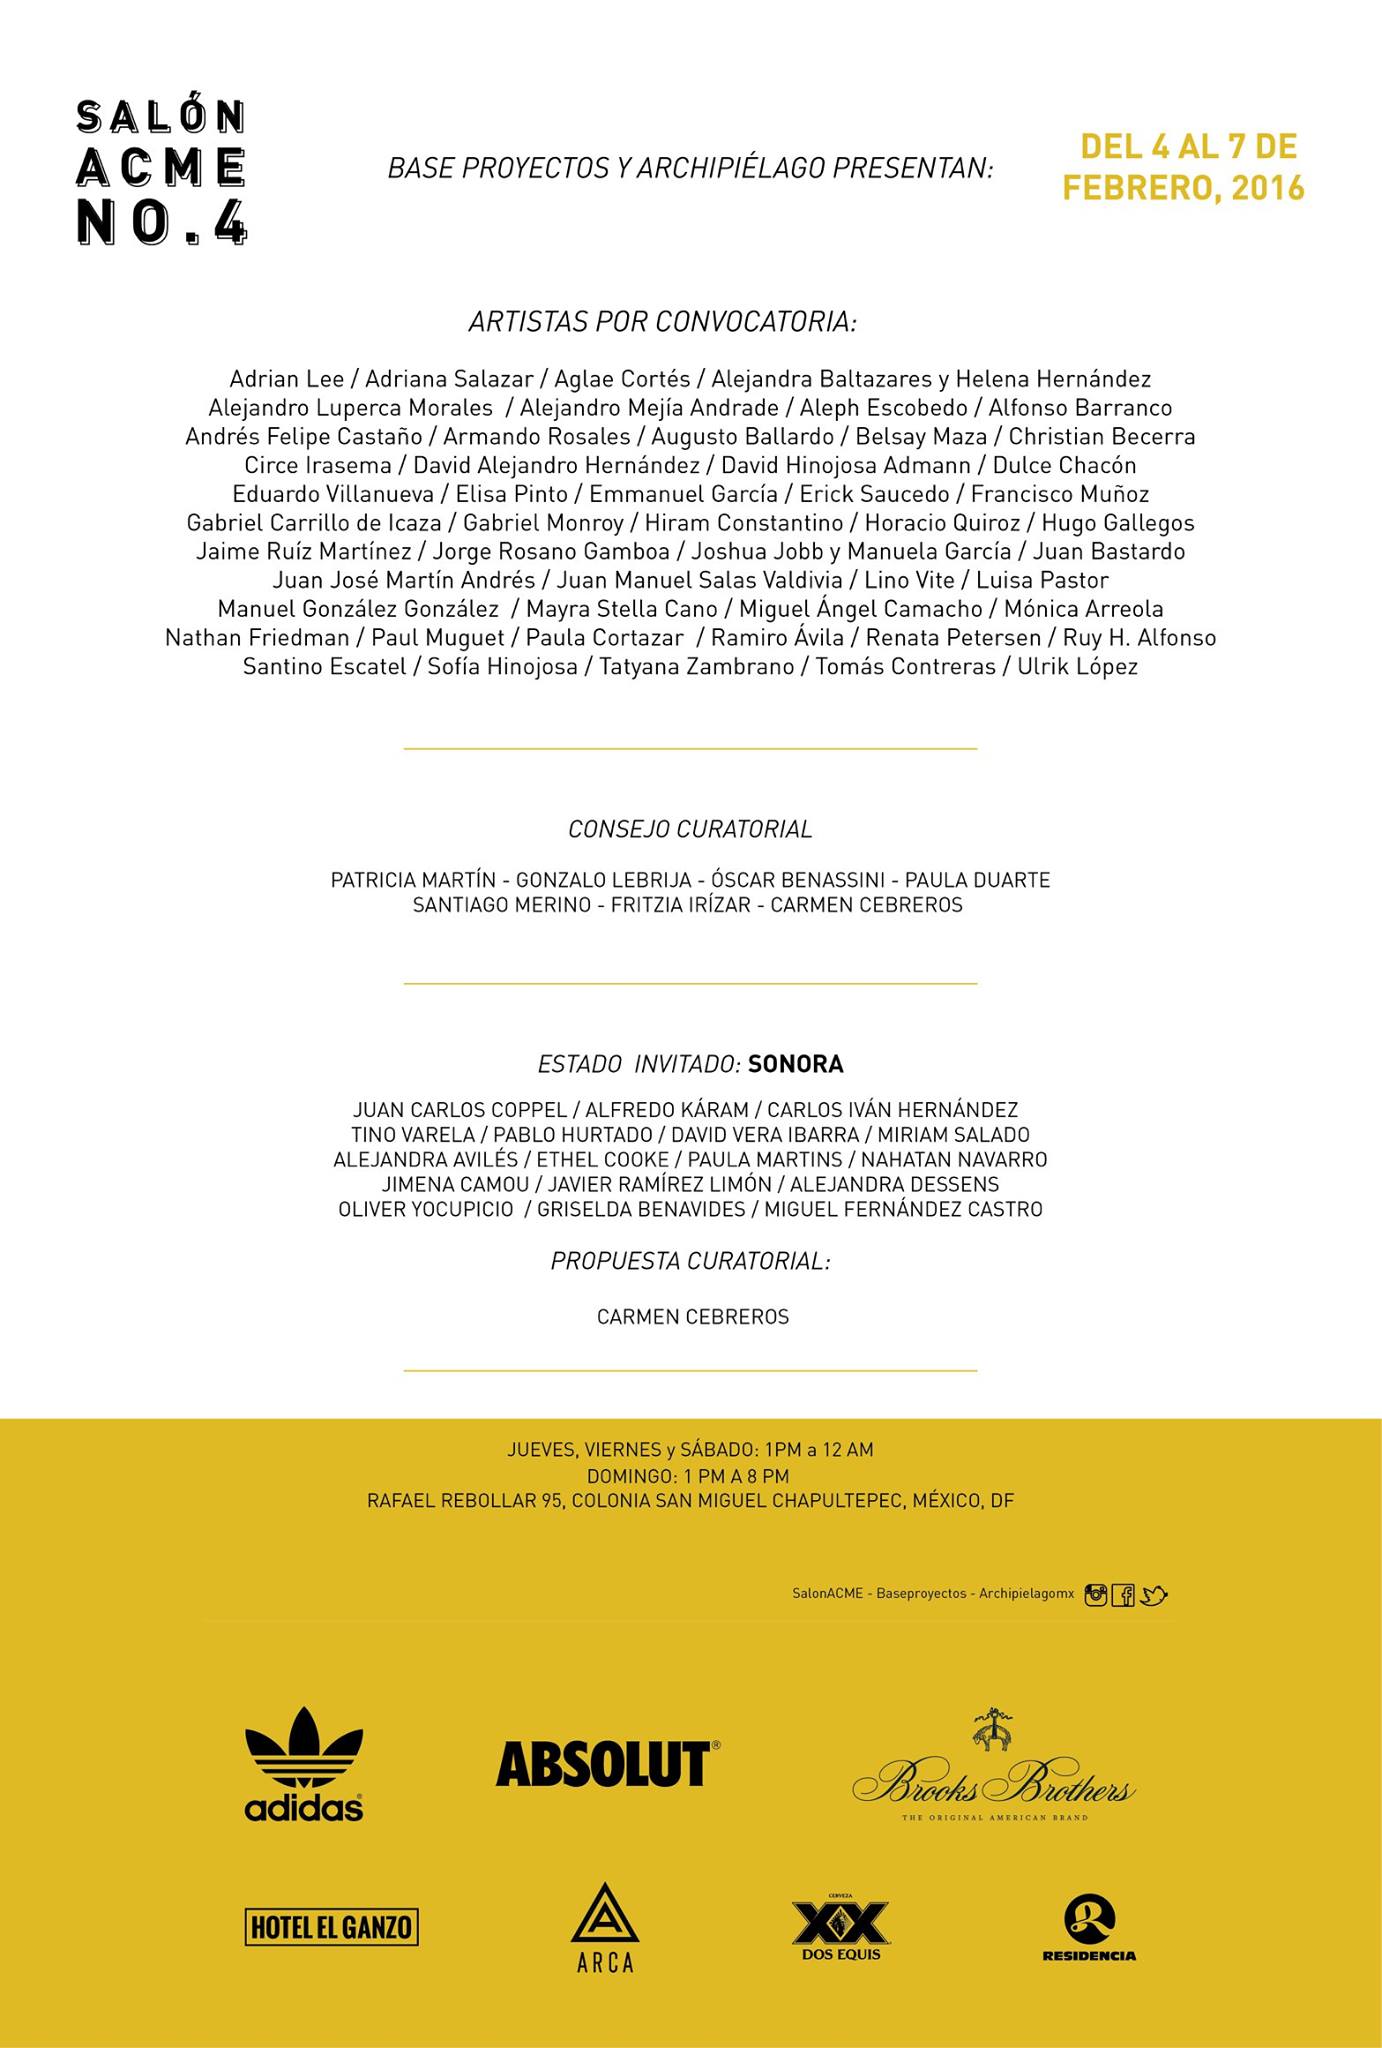 SALÓN
ACME
NO.4
BASE PROYECTOS Y ARCHIPIÉLAGO PRESENTAN:
DEL 4 AL 7 DE
FEBRERO, 2016
ARTISTAS POR CONVOCATORIA:
Adrian Lee / Adriana Salazar / Aglae Cortés / Alejandra Baltazares y Helena Hernández
Alejandro Luperca Morales / Alejandro Mejía Andrade / Aleph Escobedo / Alfonso Barranco
Andrés Felipe Castaño / Armando Rosales / Augusto Ballardo / Belsay Maza / Christian Becerra
Circe Irasema / David Alejandro Hernández / David Hinojosa Admann / Dulce Chacón
Eduardo Villanueva / Elisa Pinto / Emmanuel García / Erick Saucedo / Francisco Muñoz
Gabriel Carrillo de Icaza / Gabriel Monroy / Hiram Constantino / Horacio Quiroz / Hugo Gallegos
Jaime Ruíz Martínez / Jorge Rosano Gamboa / Joshua Jobb y Manuela García / Juan Bastardo
Juan José Martín Andrés / Juan Manuel Salas Valdivia / Lino Vite / Luisa Pastor
Manuel González González / Mayra Stella Cano / Miguel Ángel Camacho / Mónica Arreola
Nathan Friedman / Paul Muguet / Paula Cortazar / Ramiro Ávila / Renata Petersen / Ruy H. Alfonso
Santino Escatel / Sofía Hinojosa / Tatyana Zambrano / Tomás Contreras / Ulrik López
CONSEJO CURATORIAL
PATRICIA MARTÍN - GONZALO LEBRIJA - ÓSCAR BENASSINI - PAULA DUARTE
SANTIAGO MERINO - FRITZIA IRÍZAR - CARMEN CEBREROS
ESTADO INVITADO: SONORA
JUAN CARLOS COPPEL / ALFREDO KÁRAM / CARLOS IVÁN HERNÁNDEZ
TINO VARELA / PABLO HURTADO / DAVID VERA IBARRA / MIRIAM SALADO
ALEJANDRA AVILÉS / ETHEL COOKE / PAULA MARTINS / NAHATAN NAVARRO
JIMENA CAMOU / JAVIER RAMÍREZ LIMÓN / ALEJANDRA DESSENS
OLIVER YOCUPICIO / GRISELDA BENAVIDES / MIGUEL FERNÁNDEZ CASTRO
PROPUESTA CURATORIAL:
CARMEN CEBREROS
JUEVES, VIERNES y SÁBADO: 1PM a 12 AM
DOMINGO: 1 PM A 8 PM
RAFAEL REBOLLAR 95, COLONIA SAN MIGUEL CHAPULTEPEC, MÉXICO, DF
SalonACME - Baseproyectos - Archipielagomx
adidas®
ABSOLUT®
Brooks Brothers
THE ORIGINAL AMERICAN BRAND
HOTEL EL GANZO
ARCA
CERVEZA
XX
DOS EQUIS
R
RESIDENCIA